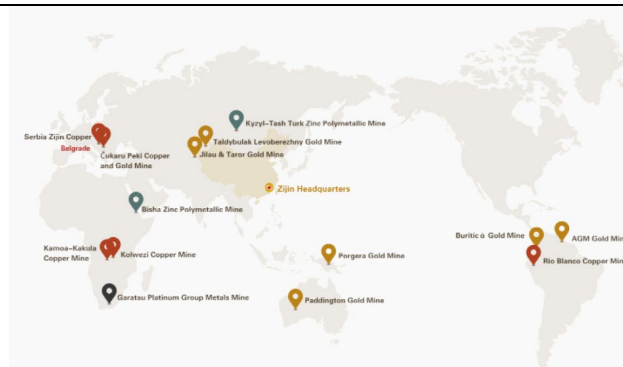 Kyzyl-Tash Turk Zinc Polymetallic Mine
Serbia Zijin Copper
Belgrade
Taldybulak Levoberezhny Gold Mine
Čukaru Peki Copper
and Gold Mine
Jilau & Taror Gold Mine
Zijin Headquarters
Bisha Zinc Polymetallic Mine
Buriticá Gold Mine
AGM Gold Min
Kamoa-Kakula
Copper Mine
Kolwezi Copper Mine
Porgera Gold Mine
Rio Blanco Copper Min
Garatau Platinum Group Metals Mine
Paddington Gold Mine